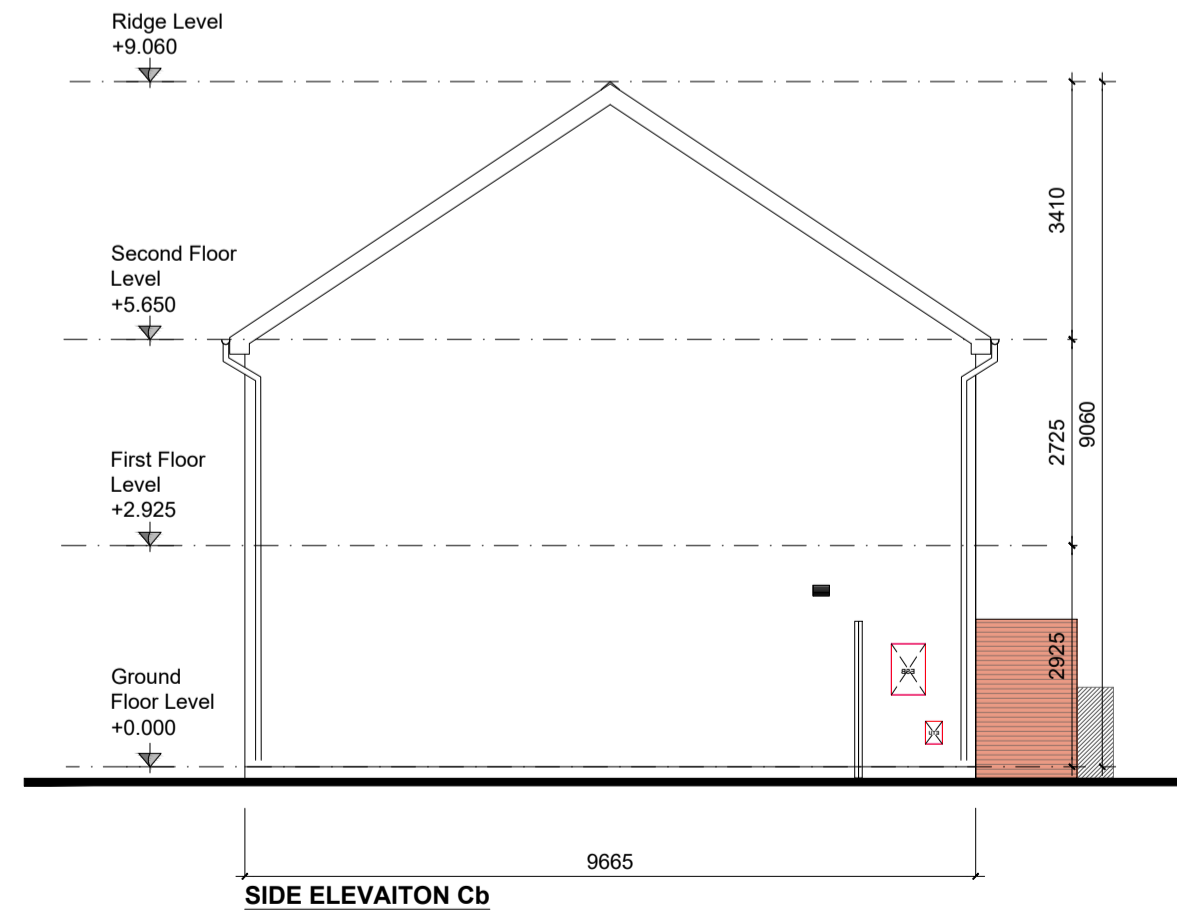 Ridge Level
+9.060
Second Floor
Level
+5.650
First Floor
Level
+2.925
Ground
Floor Level
+0.000
3410
2725
9060
2925
ESB
9665
SIDE ELEVAITON Cb